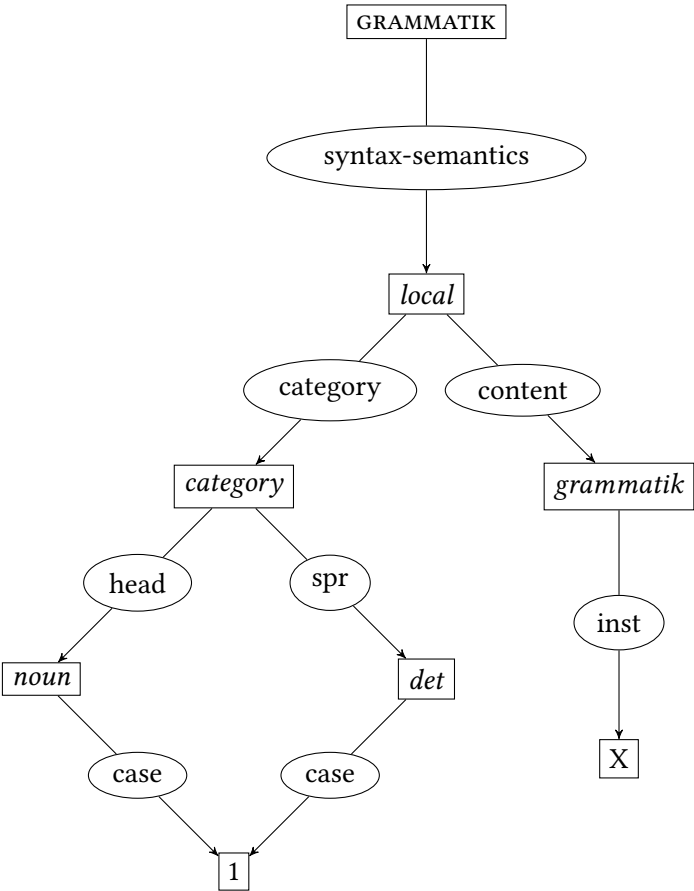 GRAMMATIK
syntax-semantics
local
category content
category grammatik
head spr
inst
noun det
case case
X
1